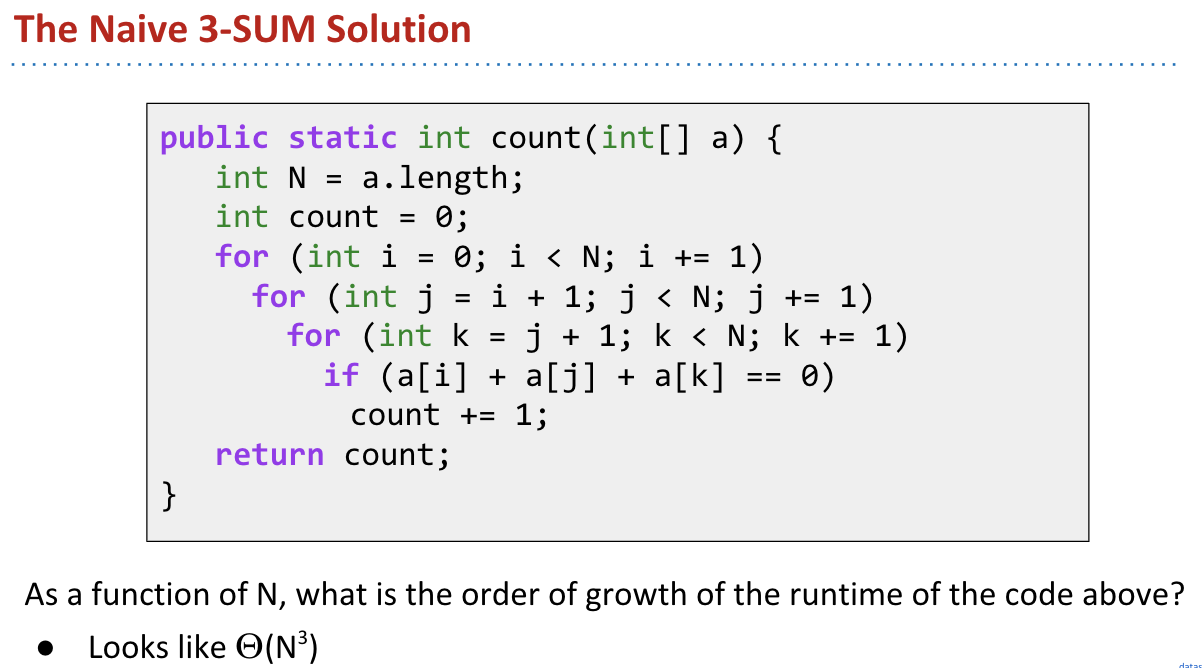 The Naive 3-SUM Solution
public static int count(int[] a) {
int N = a.length;
int count = 0;
for (int i = 0; i < N; i += 1)
for (int j = i + 1; j < N; j += 1)
for (int k = j + 1; k < N; k += 1)
if (a[i] + a[j] + a[k] == 0)
count += 1;
return count;
}
As a function of N, what is the order of growth of the runtime of the code above?
● Looks like Θ(N³)
datas